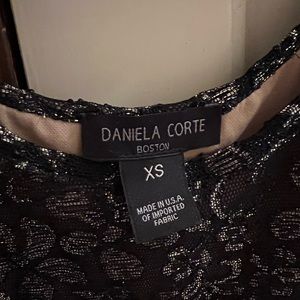 DANIELA CORTE
BOSTON
XS
MADE IN U.S.A.
OF IMPORTED
FABRIC